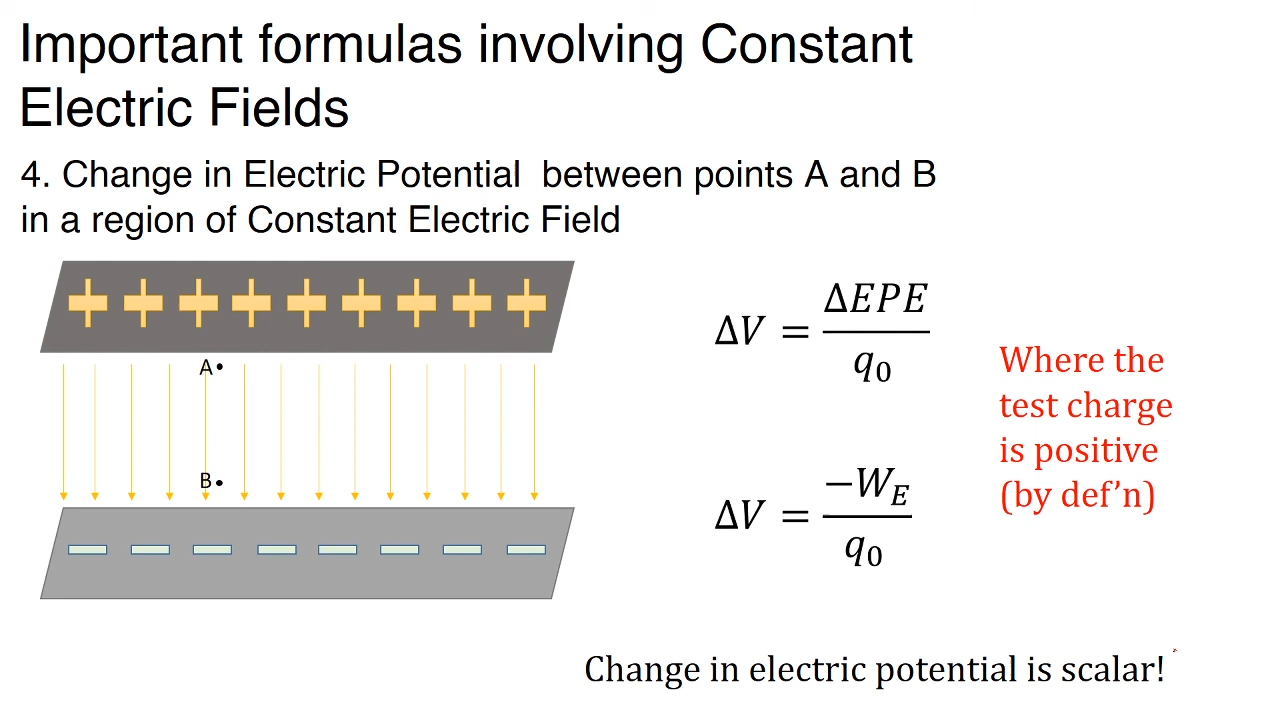 Important formulas involving Constant
Electric Fields
4. Change in Electric Potential  between points A and B
in a region of Constant Electric Field
A
B
ΔV = ΔEPE / q₀
ΔV = −W_E / q₀
Where the
test charge
is positive
(by def’n)
Change in electric potential is scalar!